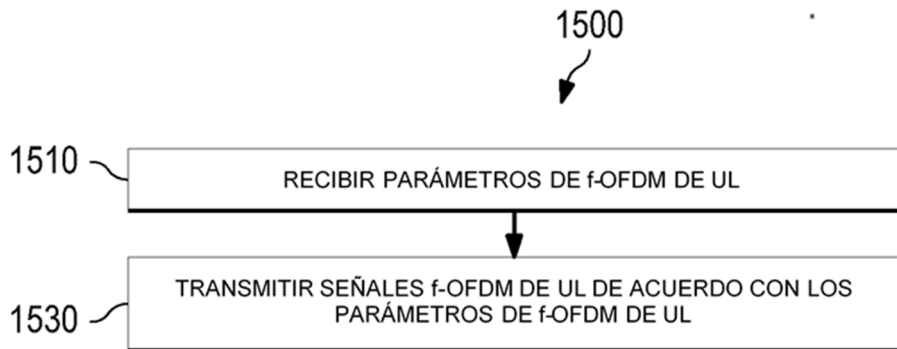 1500
1510
RECIBIR PARÁMETROS DE f-OFDM DE UL
TRANSMITIR SEÑALES f-OFDM DE UL DE ACUERDO CON LOS
PARÁMETROS DE f-OFDM DE UL
1530